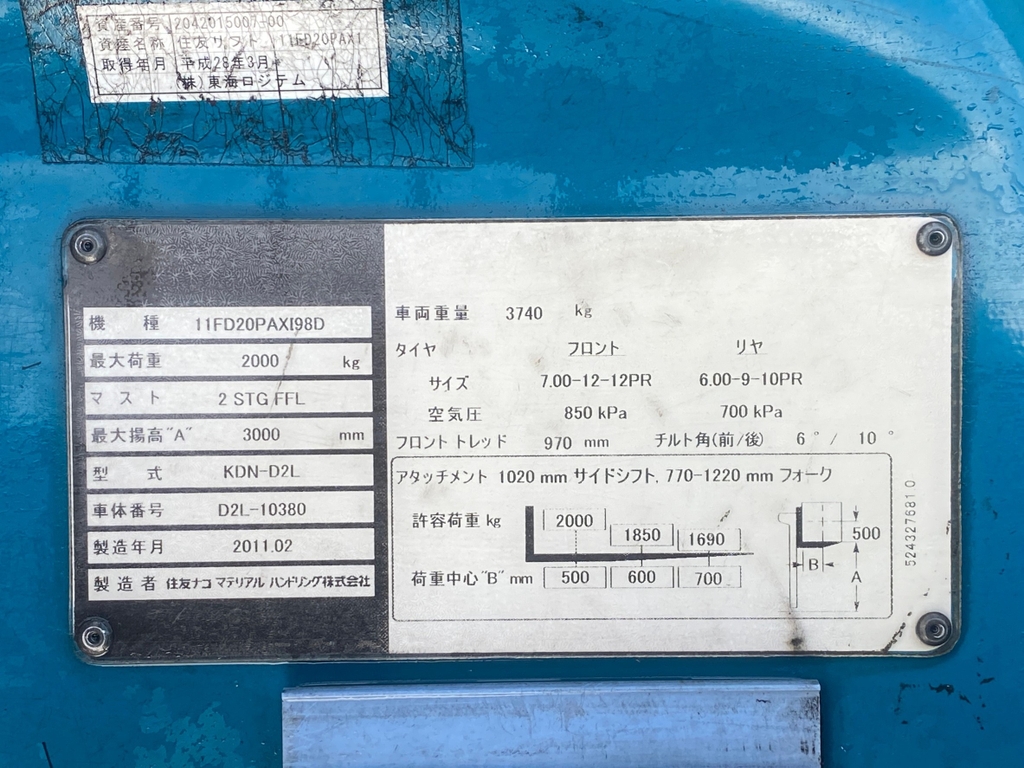 資産番号 2042015007-00
資産名称 住友リフト 11FD20PAXI
取得年月 平成28年3月
(株)東海ロジテム
機 種 11FD20PAXI98D
最大荷重 2000 kg
マスト 2 STG FFL
最大揚高"A" 3000 mm
型 式 KDN-D2L
車体番号 D2L-10380
製造年月 2011.02
製造者 住友ナコ マテリアル ハンドリング株式会社
車両重量 3740 kg
タイヤ フロント リヤ
サイズ 7.00-12-12PR 6.00-9-10PR
空気圧 850 kPa 700 kPa
フロント トレッド 970 mm チルト角(前/後) 6°/ 10°
アタッチメント 1020 mm サイドシフト, 770-1220 mm フォーク
許容荷重 kg 2000 1850 1690
荷重中心"B" mm 500 600 700
500
B A
5243276810